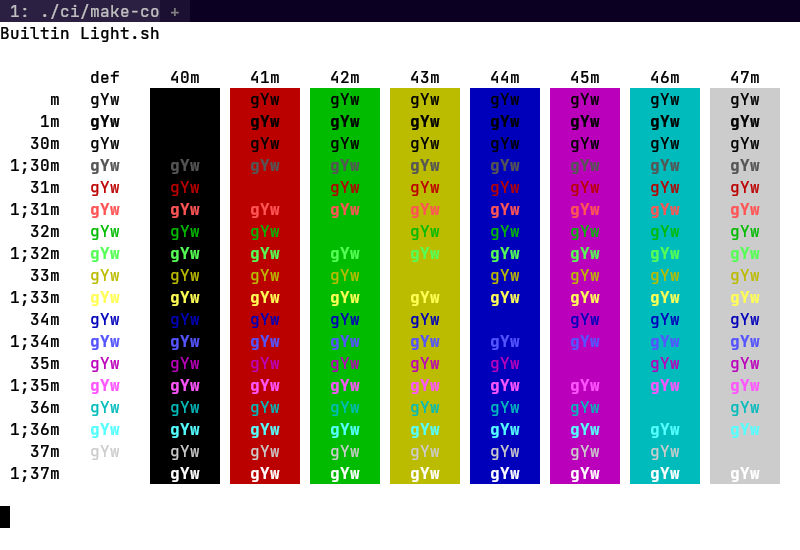 1: ./ci/make-co +
Builtin Light.sh
def 40m 41m 42m 43m 44m 45m 46m 47m
m gYw gYw gYw gYw gYw gYw gYw gYw
1m gYw gYw gYw gYw gYw gYw gYw gYw
30m gYw gYw gYw gYw gYw gYw gYw gYw
1;30m gYw gYw gYw gYw gYw gYw gYw gYw gYw
31m gYw gYw gYw gYw gYw gYw gYw gYw
1;31m gYw gYw gYw gYw gYw gYw gYw gYw gYw
32m gYw gYw gYw gYw gYw gYw gYw gYw
1;32m gYw gYw gYw gYw gYw gYw gYw gYw gYw
33m gYw gYw gYw gYw gYw gYw gYw gYw
1;33m gYw gYw gYw gYw gYw gYw gYw gYw gYw
34m gYw gYw gYw gYw gYw gYw gYw gYw
1;34m gYw gYw gYw gYw gYw gYw gYw gYw gYw
35m gYw gYw gYw gYw gYw gYw gYw gYw
1;35m gYw gYw gYw gYw gYw gYw gYw gYw gYw
36m gYw gYw gYw gYw gYw gYw gYw gYw
1;36m gYw gYw gYw gYw gYw gYw gYw gYw gYw
37m gYw gYw gYw gYw gYw gYw gYw gYw
1;37m gYw gYw gYw gYw gYw gYw gYw gYw